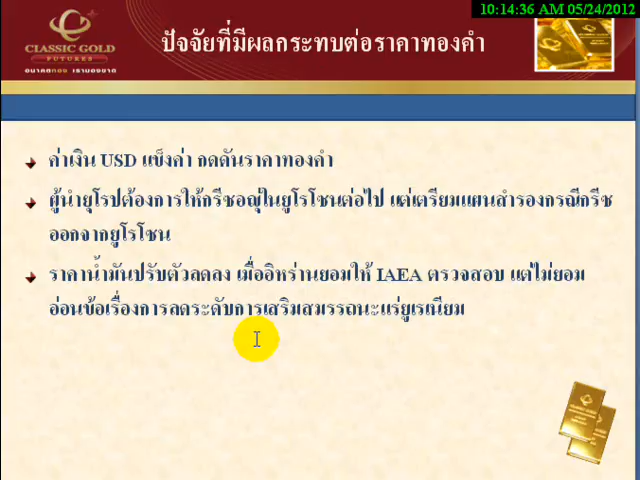 10:14:36 AM 05/24/2012
CLASSIC GOLD
FUTURES
อนาคตทอง เรามองขาด
ปัจจัยที่มีผลกระทบต่อราคาทองคำ
ค่าเงิน USD แข็งค่า กดดันราคาทองคำ
ผู้นำยุโรปต้องการให้กรีซอยู่ในยูโรโซนต่อไป แต่เตรียมแผนสำรองกรณีกรีซ
ออกจากยูโรโซน
ราคาน้ำมันปรับตัวลดลง เมื่ออิหร่านยอมให้ IAEA ตรวจสอบ แต่ไม่ยอม
อ่อนข้อเรื่องการลดระดับการเสริมสมรรถนะแร่ยูเรเนียม